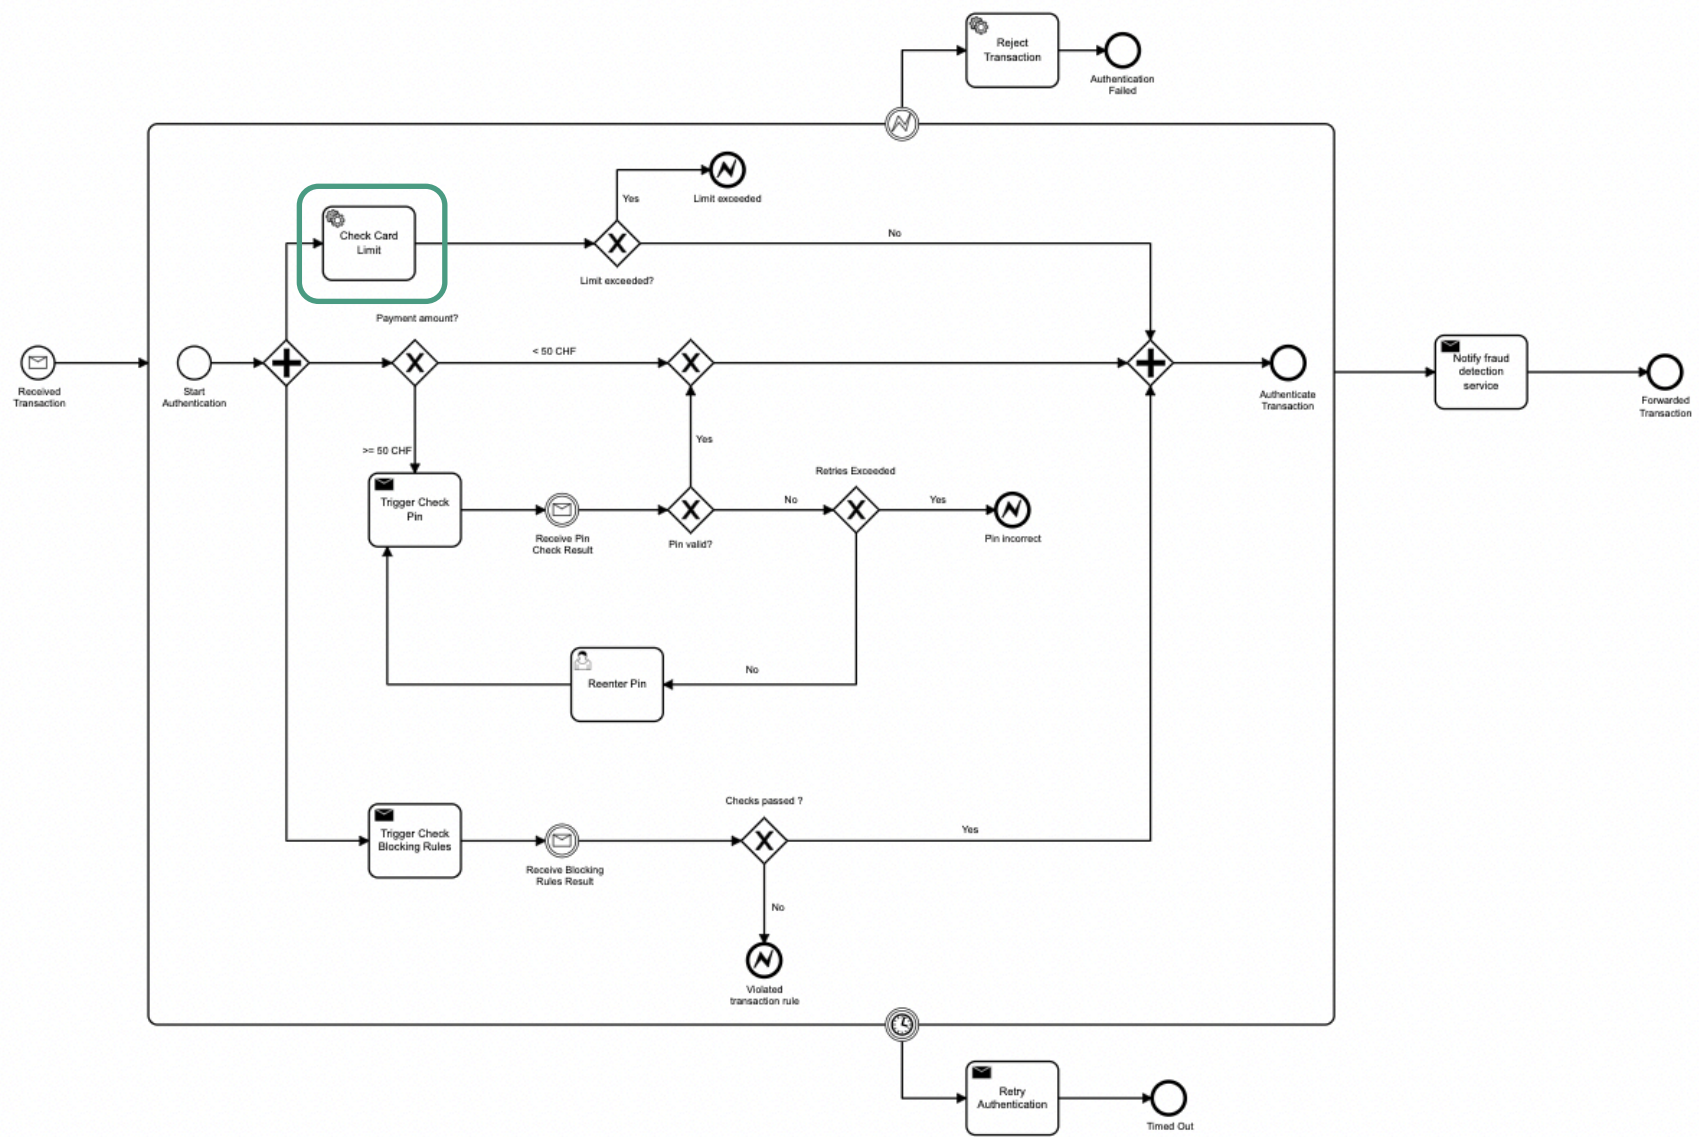 Reject
Transaction
Authentication
Failed
Yes
Limit exceeded
Check Card
Limit
No
Limit exceeded?
Payment amount?
< 50 CHF
Received
Transaction
Start
Authentication
Authenticate
Transaction
Notify fraud
detection
service
Forwarded
Transaction
>= 50 CHF
Yes
Retries Exceeded
Trigger Check
Pin
No
Yes
Receive Pin
Check Result
Pin valid?
Pin incorrect
No
Reenter Pin
Checks passed ?
Trigger Check
Blocking Rules
Yes
Receive Blocking
Rules Result
No
Violated
transaction rule
Retry
Authentication
Timed Out